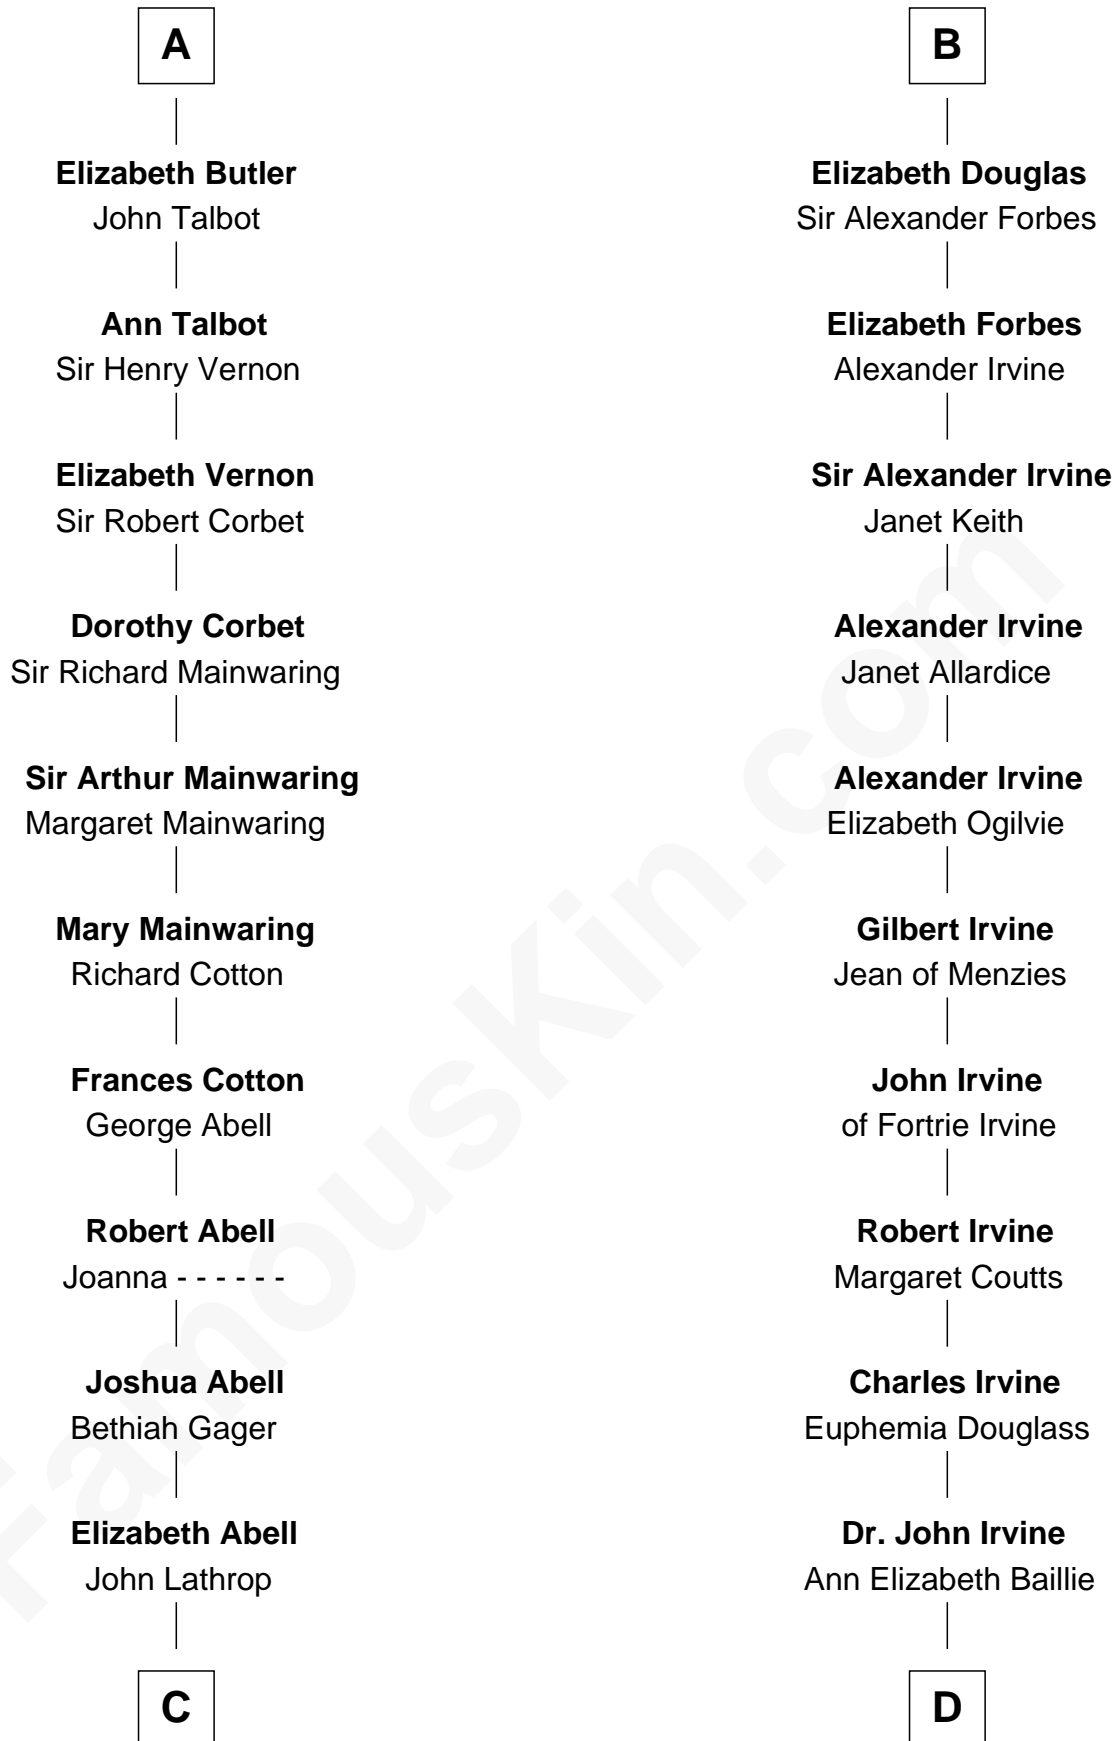 A
Elizabeth Butler
John Talbot
Ann Talbot
Sir Henry Vernon
Elizabeth Vernon
Sir Robert Corbet
Dorothy Corbet
Sir Richard Mainwaring
Sir Arthur Mainwaring
Margaret Mainwaring
Mary Mainwaring
Richard Cotton
Frances Cotton
George Abell
Robert Abell
Joanna - - - - - -
Joshua Abell
Bethiah Gager
Elizabeth Abell
John Lathrop
C
B
Elizabeth Douglas
Sir Alexander Forbes
Elizabeth Forbes
Alexander Irvine
Sir Alexander Irvine
Janet Keith
Alexander Irvine
Janet Allardice
Alexander Irvine
Elizabeth Ogilvie
Gilbert Irvine
Jean of Menzies
John Irvine
of Fortrie Irvine
Robert Irvine
Margaret Coutts
Charles Irvine
Euphemia Douglass
Dr. John Irvine
Ann Elizabeth Baillie
D
FamousKin.com